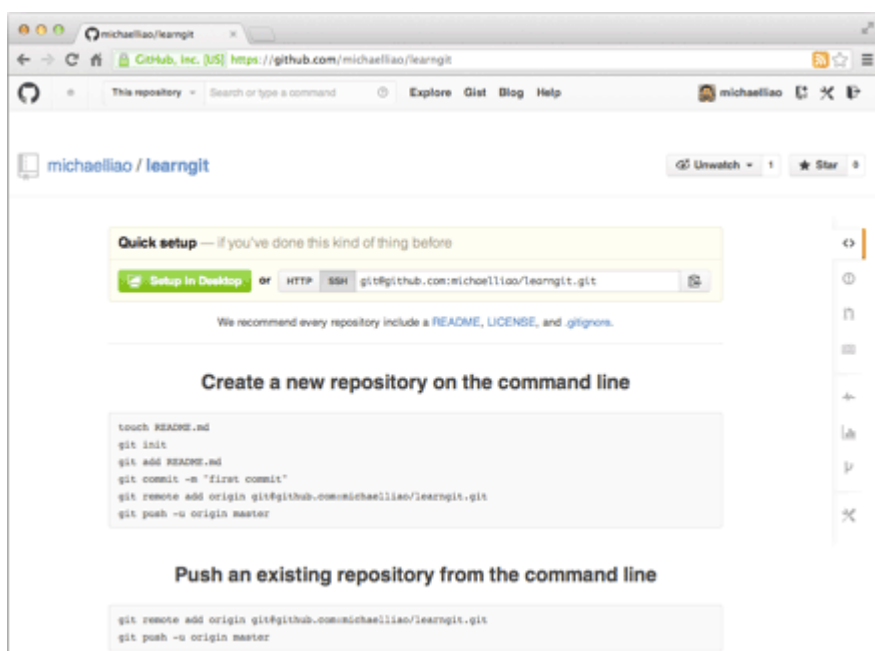 michaelliao/learngit
GitHub, Inc. [US] https://github.com/michaelliao/learngit
This repository Search or type a command Explore Gist Blog Help michaelliao
michaelliao / learngit Unwatch 1 Star 0
Quick setup — if you've done this kind of thing before
Setup in Desktop or HTTP SSH git@github.com:michaelliao/learngit.git
We recommend every repository include a README, LICENSE, and .gitignore.
Create a new repository on the command line
touch README.md
git init
git add README.md
git commit -m "first commit"
git remote add origin git@github.com:michaelliao/learngit.git
git push -u origin master
Push an existing repository from the command line
git remote add origin git@github.com:michaelliao/learngit.git
git push -u origin master